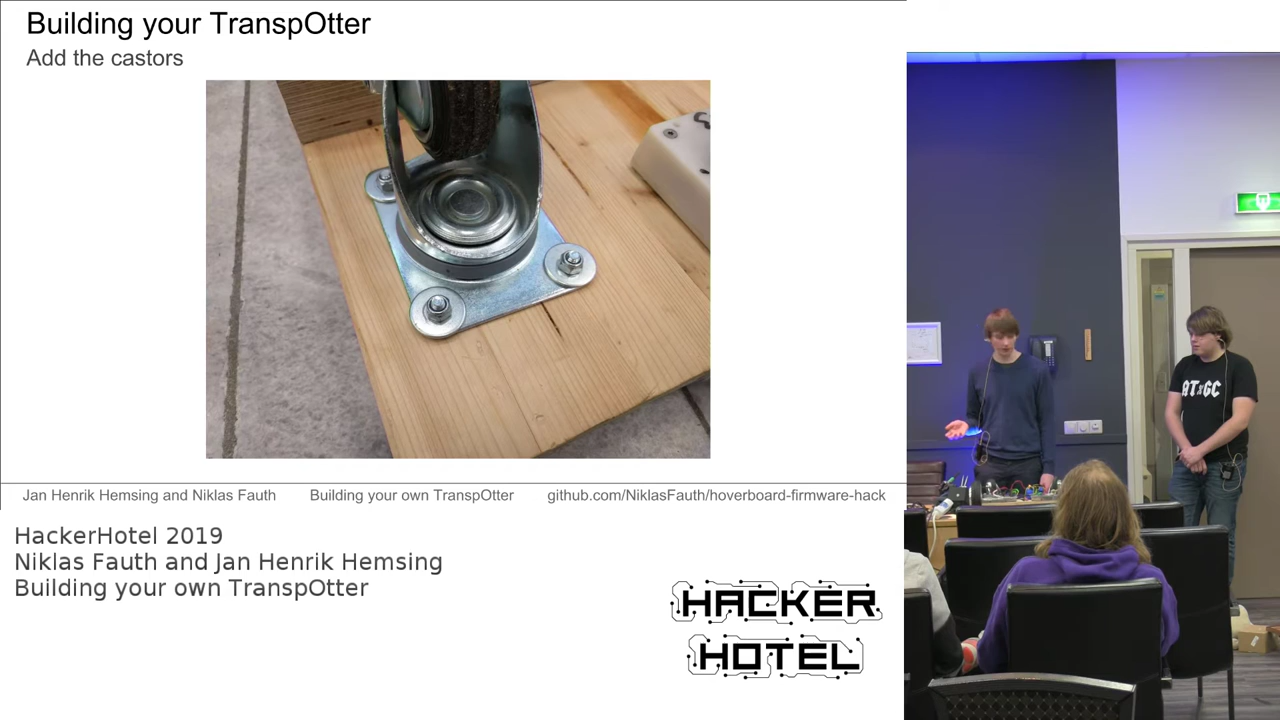 Building your TranspOtter
Add the castors
Jan Henrik Hemsing and Niklas Fauth
Building your own TranspOtter
github.com/NiklasFauth/hoverboard-firmware-hack
HackerHotel 2019
Niklas Fauth and Jan Henrik Hemsing
Building your own TranspOtter
HACKER
HOTEL